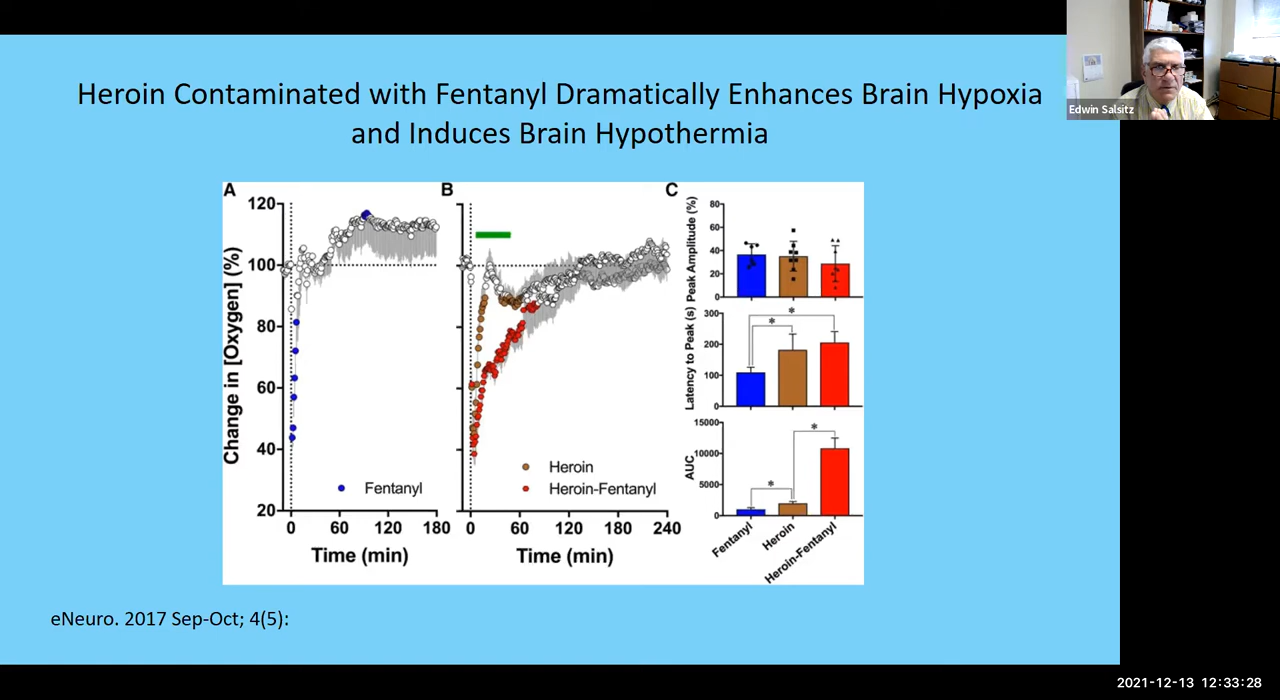 Heroin Contaminated with Fentanyl Dramatically Enhances Brain Hypoxia
and Induces Brain Hypothermia
Edwin Salsitz
A
B
C
Change in [Oxygen] (%)
120
100
80
60
40
20
Fentanyl
0 60 120 180
Time (min)
Heroin
Heroin-Fentanyl
0 60 120 180 240
Time (min)
Peak Amplitude (%)
80
60
40
20
0
Latency to Peak (s)
300
200
100
0
*
*
AUC
15000
10000
5000
0
*
*
Fentanyl
Heroin
Heroin-Fentanyl
eNeuro. 2017 Sep-Oct; 4(5):
2021-12-13 12:33:28